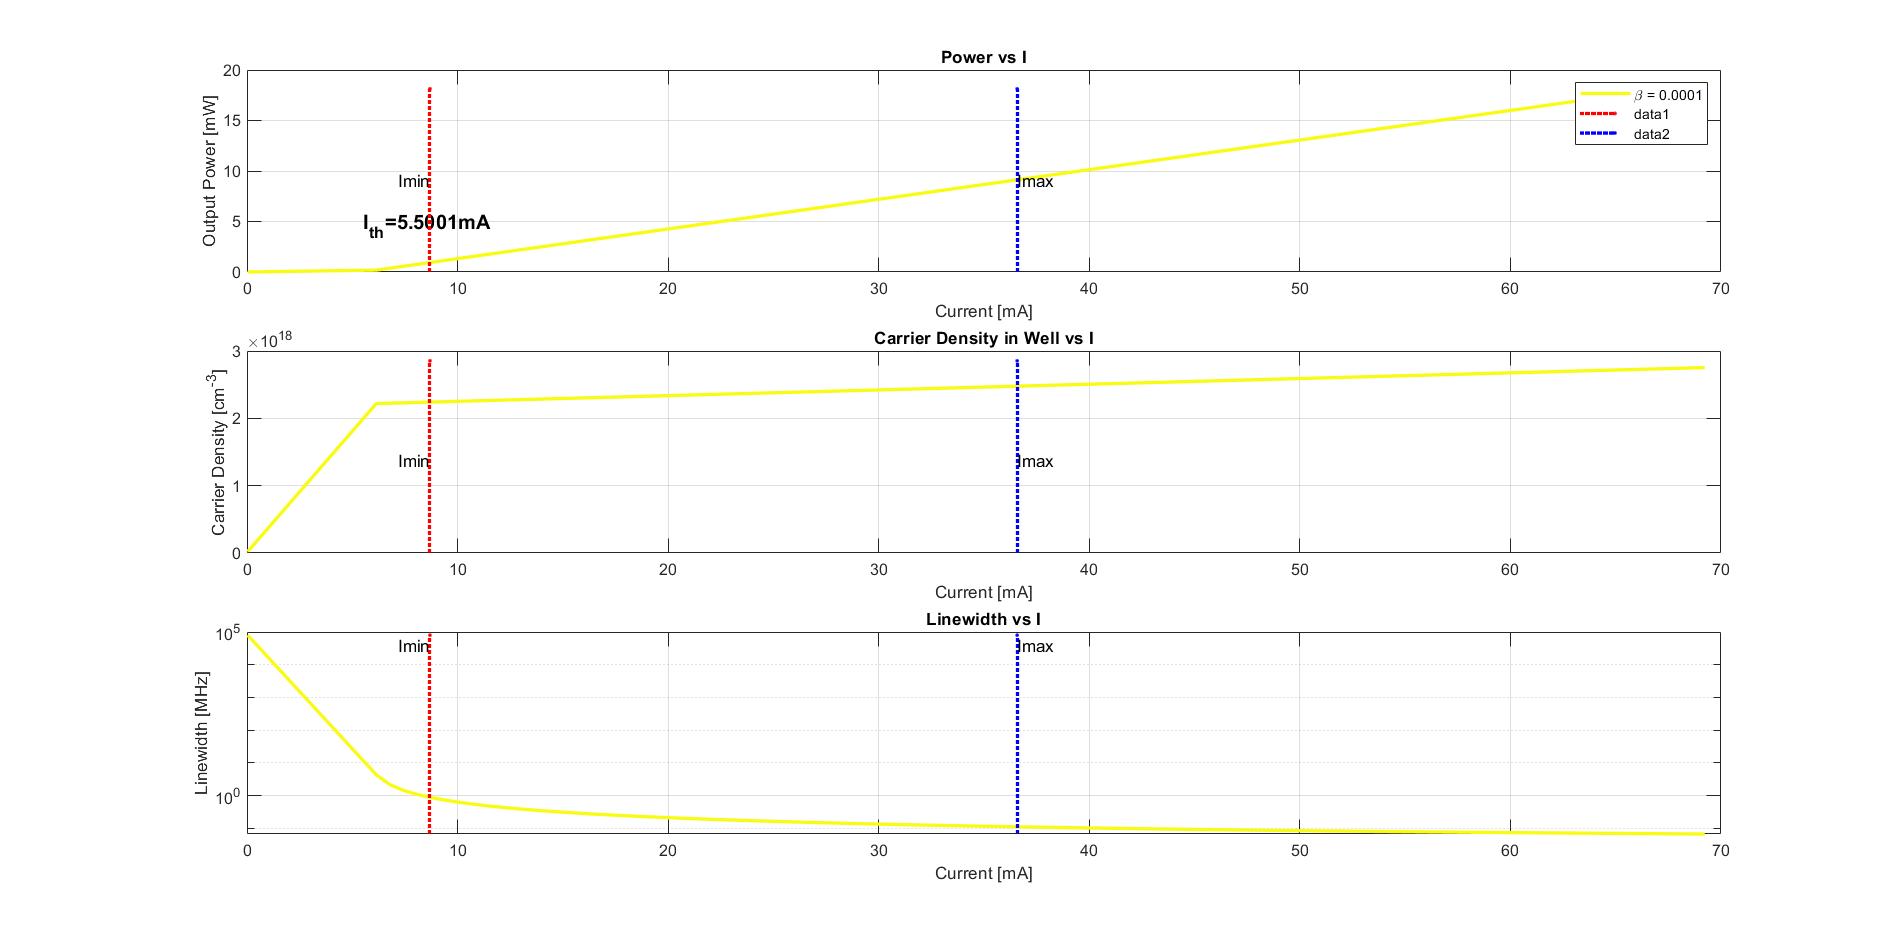 Power vs I
Output Power [mW]
20
15
10
5
0
β = 0.0001
data1
data2
Imin
Imax
I_th=5.5001mA
0 10 20 30 40 50 60 70
Current [mA]
Carrier Density in Well vs I
×10^18
Carrier Density [cm^-3]
3
2
1
0
Imin
Imax
0 10 20 30 40 50 60 70
Current [mA]
Linewidth vs I
Linewidth [MHz]
10^5
10^0
Imin
Imax
0 10 20 30 40 50 60 70
Current [mA]